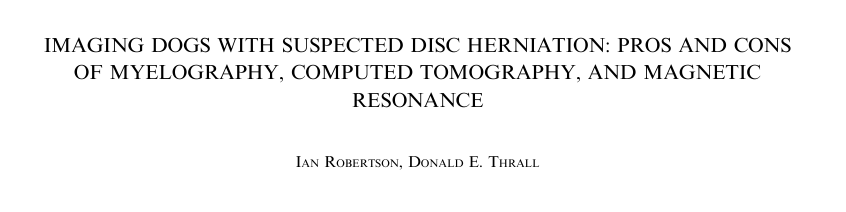 IMAGING DOGS WITH SUSPECTED DISC HERNIATION: PROS AND CONS
OF MYELOGRAPHY, COMPUTED TOMOGRAPHY, AND MAGNETIC
RESONANCE
IAN ROBERTSON, DONALD E. THRALL